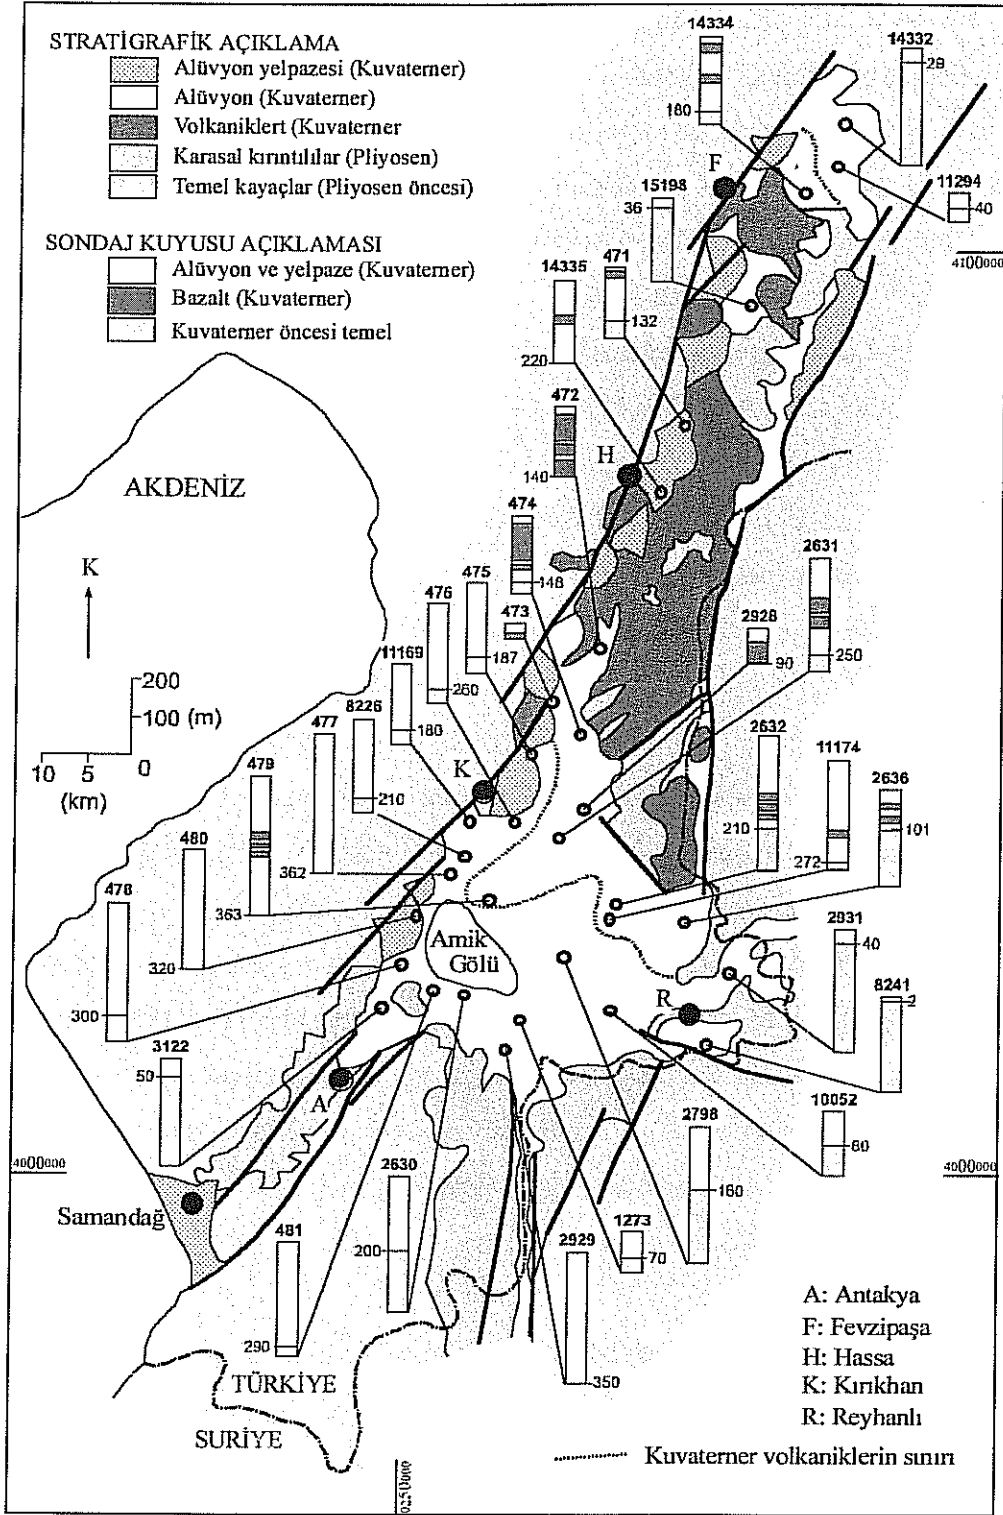 STRATİGRAFİK AÇIKLAMA
Alüvyon yelpazesi (Kuvaterner)
Alüvyon (Kuvaterner)
Volkaniklert (Kuvaterner
Karasal kırıntılılar (Pliyosen)
Temel kayaçlar (Pliyosen öncesi)
SONDAJ KUYUSU AÇIKLAMASI
Alüvyon ve yelpaze (Kuvaterner)
Bazalt (Kuvaterner)
Kuvaterner öncesi temel
14334
180
14332
28
11294
40
F
15198
36
4100000
14335
220
471
132
472
140
H
AKDENİZ
K
474
148
2631
250
475
187
476
260
473
2928
90
11169
180
200
100 (m)
10 5 0
(km)
8226
210
477
362
479
363
K
2632
210
11174
272
2636
101
480
320
478
300
Amik
Gölü
2931
40
8241
2
R
3122
50
A
10052
60
4000000
4000000
Samandağ
2630
200
2798
160
481
290
2929
350
1273
70
A: Antakya
F: Fevzipaşa
H: Hassa
K: Kırıkhan
R: Reyhanlı
TÜRKİYE
SURİYE
Kuvaterner volkaniklerin sınırı
0250000